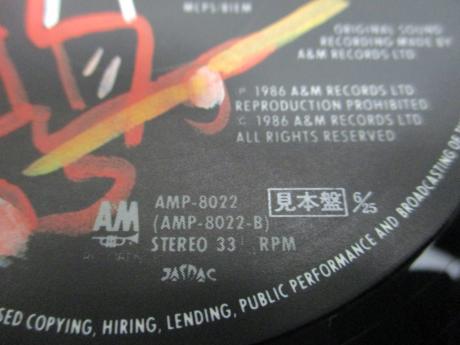 MCPS/BIEM
ORIGINAL SOUND
RECORDING MADE BY
A&M RECORDS LTD
℗ 1986 A&M RECORDS LTD
REPRODUCTION PROHIBITED
© 1986 A&M RECORDS LTD
ALL RIGHTS RESERVED
A&M
RECORDS
AMP-8022
(AMP-8022-B)
STEREO 33 RPM
見本盤 6/25
JASRAC
SED COPYING, HIRING, LENDING, PUBLIC PERFORMANCE AND BROADCASTING OF